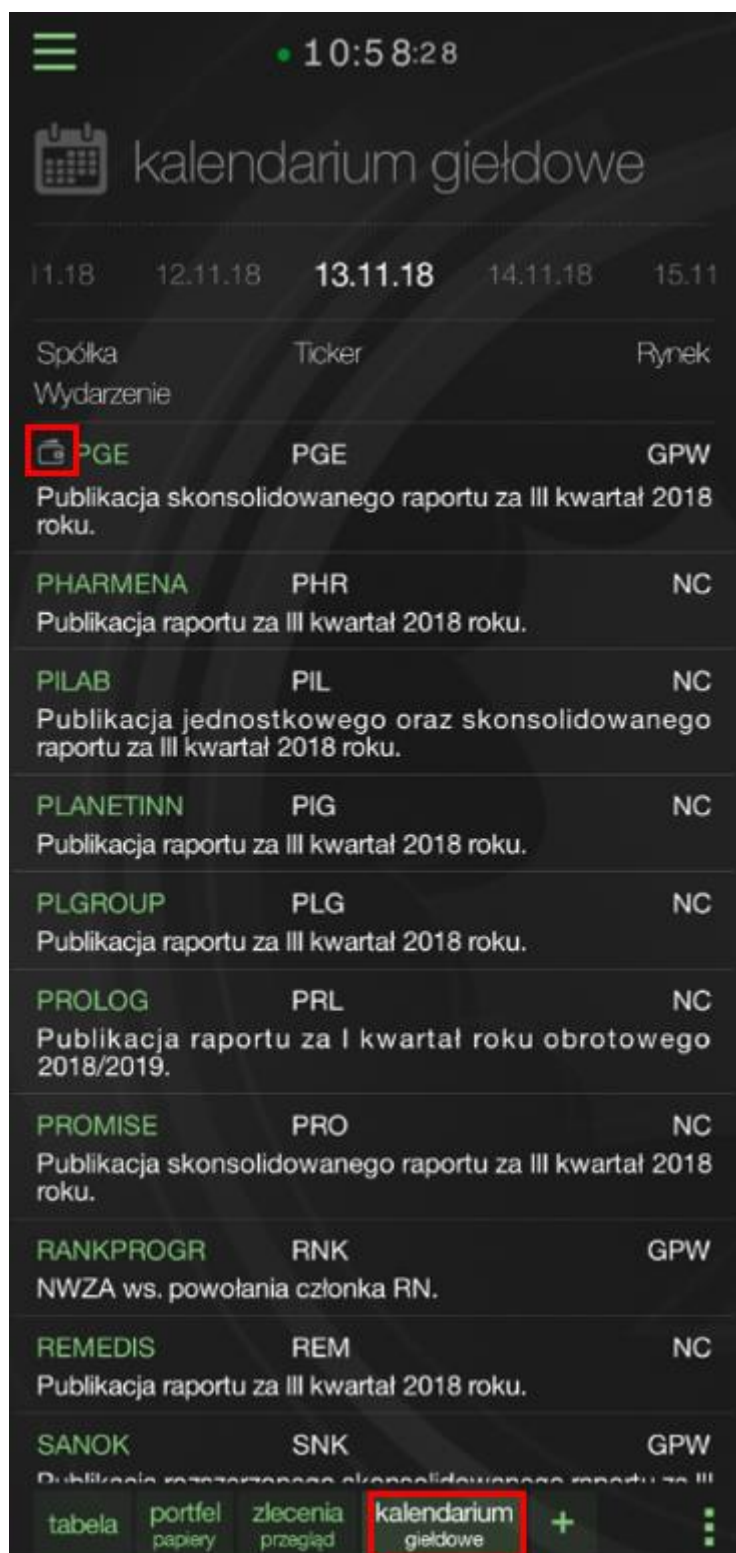 10:58:28
kalendarium giełdowe
11.18 12.11.18 13.11.18 14.11.18 15.11
Spółka Ticker Rynek
Wydarzenie
PGE PGE GPW
Publikacja skonsolidowanego raportu za III kwartał 2018
roku.
PHARMENA PHR NC
Publikacja raportu za III kwartał 2018 roku.
PILAB PIL NC
Publikacja jednostkowego oraz skonsolidowanego
raportu za III kwartał 2018 roku.
PLANETINN PIG NC
Publikacja raportu za III kwartał 2018 roku.
PLGROUP PLG NC
Publikacja raportu za III kwartał 2018 roku.
PROLOG PRL NC
Publikacja raportu za I kwartał roku obrotowego
2018/2019.
PROMISE PRO NC
Publikacja skonsolidowanego raportu za III kwartał 2018
roku.
RANKPROGR RNK GPW
NWZA ws. powołania członka RN.
REMEDIS REM NC
Publikacja raportu za III kwartał 2018 roku.
SANOK SNK GPW
Publikacja rozszerzonego skonsolidowanego raportu za III
tabela portfel zlecenia kalendarium +
papiery przegląd giełdowe